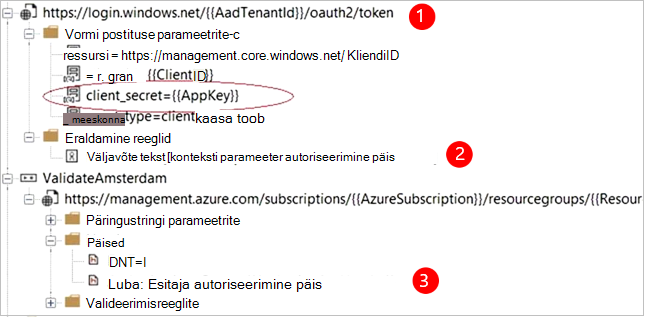 https://login.windows.net/{{AadTenantId}}/oauth2/token 1
Vormi postituse parameetrite-c
ressursi = https://management.core.windows.net/ KliendiID
= r. gran {{ClientID}}
client_secret={{AppKey}}
meeskonna type=client kaasa toob
Eraldamine reeglid
Väljavõte tekst[konteksti parameeter autoriseerimine päis 2
ValidateAmsterdam
https://management.azure.com/subscriptions/{{AzureSubscription}}/resourcegroups/{{Resour
Päringustringi parameetrite
Päised
DNT=I
Luba: Esitaja autoriseerimine päis 3
Valideerimisreeglite